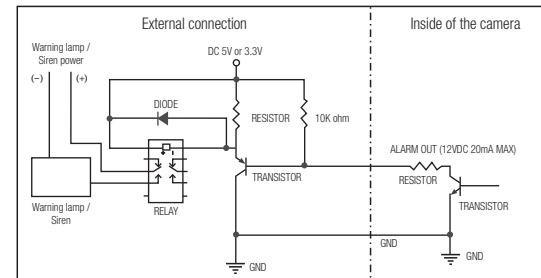 External connection
Inside of the camera
Warning lamp /
Siren power
(−)
(+)
DC 5V or 3.3V
DIODE
RESISTOR
10K ohm
ALARM OUT (12VDC 20mA MAX)
RESISTOR
TRANSISTOR
TRANSISTOR
RELAY
Warning lamp /
Siren
GND
GND
GND